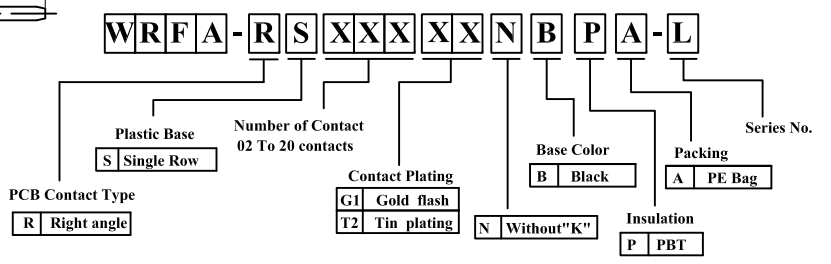 WRFA-RSXXXXXNBPA-L
Number of Contact
02 To 20 contacts
Series No.
Plastic Base
S Single Row
Base Color
B Black
Packing
A PE Bag
Contact Plating
G1 Gold flash
T2 Tin plating
PCB Contact Type
R Right angle
N Without"K"
Insulation
P PBT